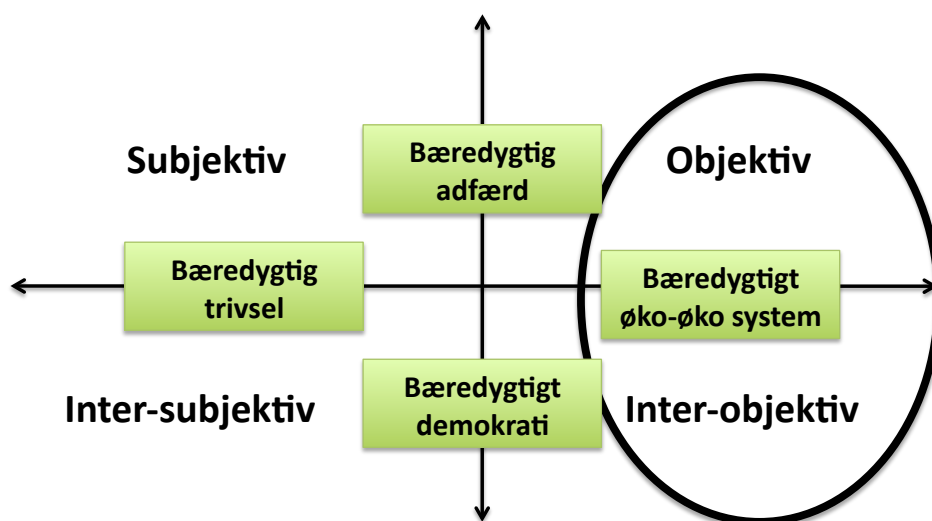 Bæredygtig
adfærd
Subjektiv
Objektiv
Bæredygtig
trivsel
Bæredygtigt
øko-øko system
Bæredygtigt
demokrati
Inter-subjektiv
Inter-objektiv